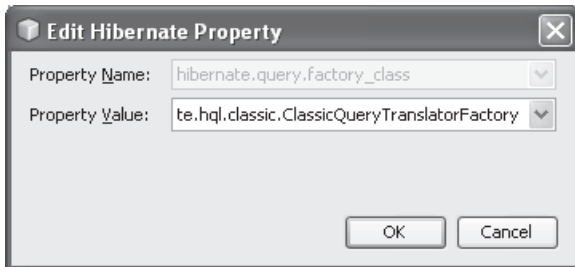 Edit Hibernate Property
Property Name: hibernate.query.factory_class
Property Value: te.hql.classic.ClassicQueryTranslatorFactory
OK Cancel